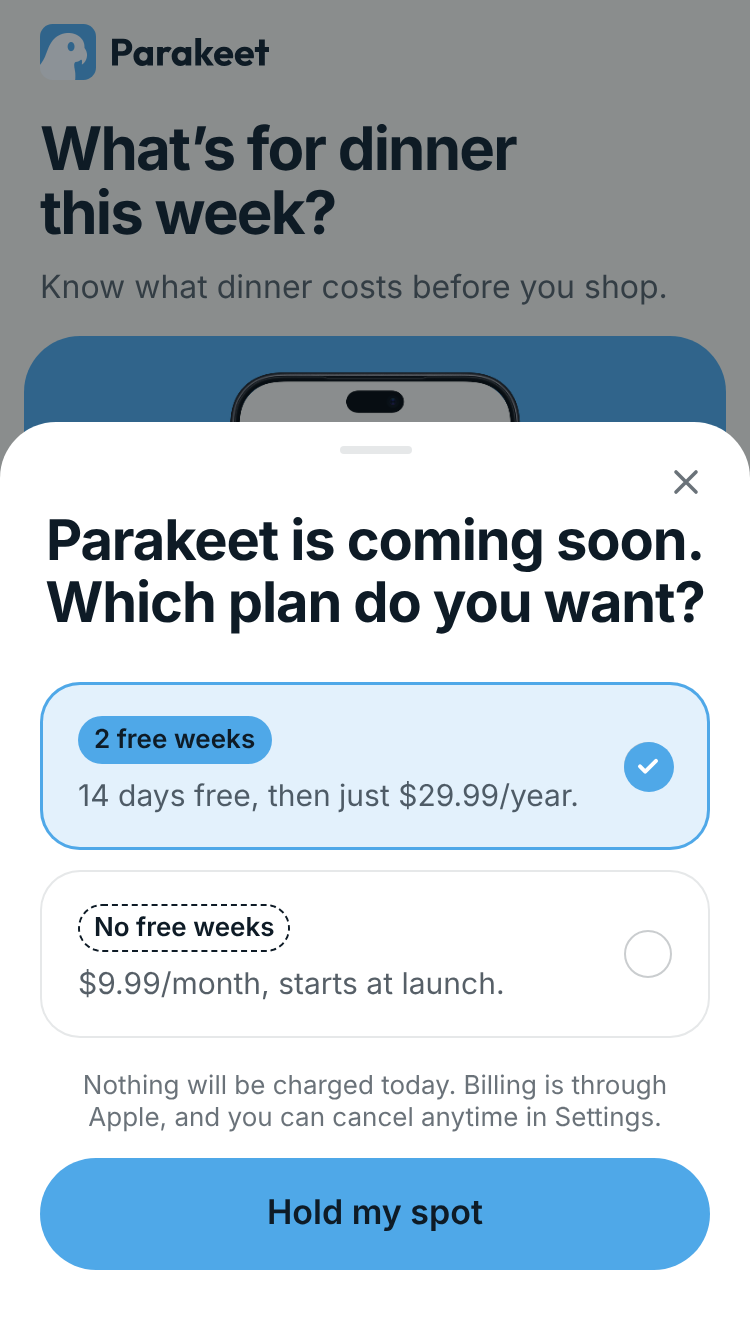 Parakeet
What’s for dinner
this week?
Know what dinner costs before you shop.
Parakeet is coming soon.
Which plan do you want?
2 free weeks
14 days free, then just $29.99/year.
No free weeks
$9.99/month, starts at launch.
Nothing will be charged today. Billing is through
Apple, and you can cancel anytime in Settings.
Hold my spot